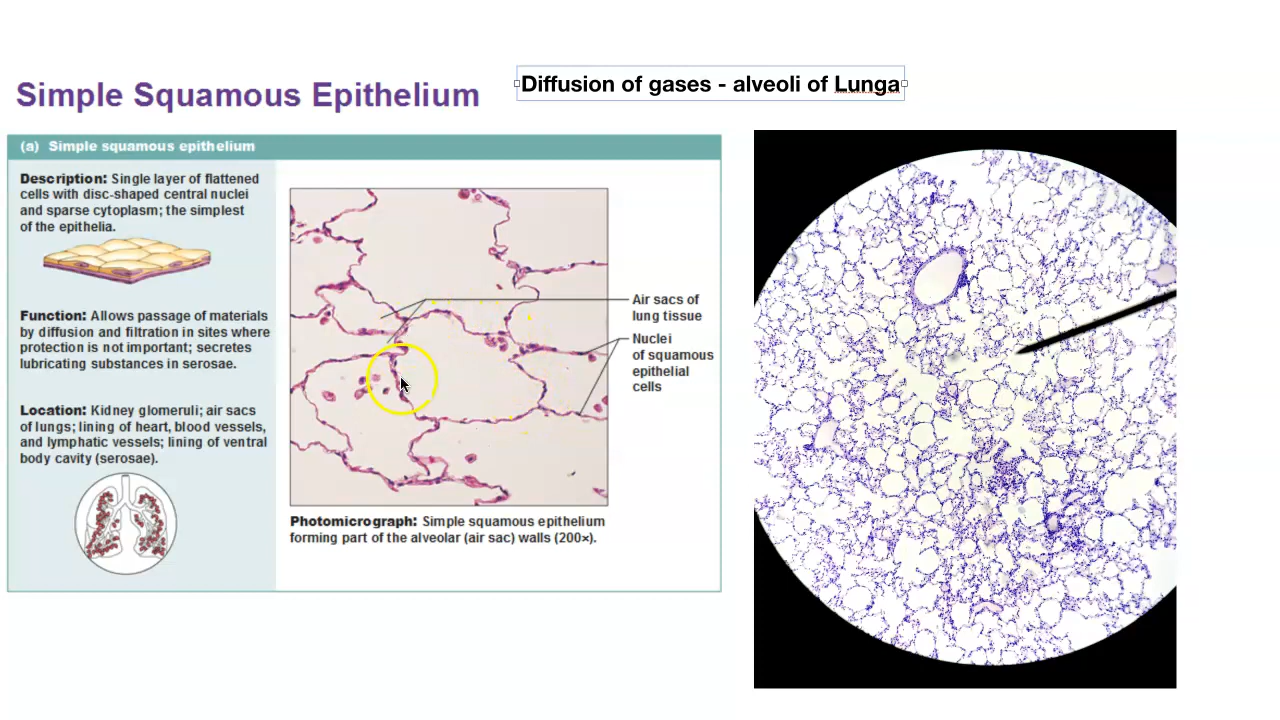 Simple Squamous Epithelium
Diffusion of gases - alveoli of Lunga
(a) Simple squamous epithelium
Description: Single layer of flattened
cells with disc-shaped central nuclei
and sparse cytoplasm; the simplest
of the epithelia.
Function: Allows passage of materials
by diffusion and filtration in sites where
protection is not important; secretes
lubricating substances in serosae.
Location: Kidney glomeruli; air sacs
of lungs; lining of heart, blood vessels,
and lymphatic vessels; lining of ventral
body cavity (serosae).
Air sacs of
lung tissue
Nuclei
of squamous
epithelial
cells
Photomicrograph: Simple squamous epithelium
forming part of the alveolar (air sac) walls (200×).